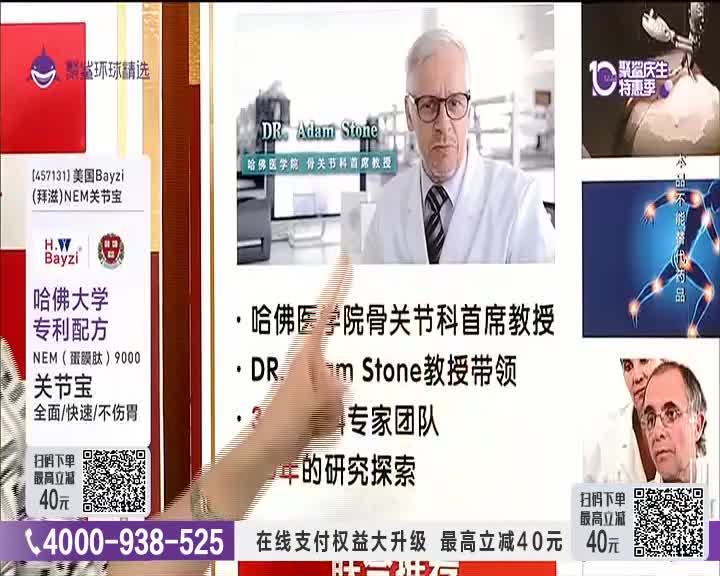 聚鲨环球精选
10
聚鲨庆生
特惠季
DR. Adam Stone
哈佛医学院 骨关节科首席教授
本品不能替代药品
[457131] 美国Bayzi
(拜滋)NEM关节宝
H.W
Bayzi
哈佛大学
专利配方
NEM（蛋膜肽）9000
关节宝
全面/快速/不伤胃
·哈佛医学院骨关节科首席教授
·DR. Adam Stone教授带领
专家团队
年的研究探索
扫码下单
最高立减
40元
扫码下单
最高立减
40元
4000-938-525
在线支付权益大升级 最高立减40元
联合推荐